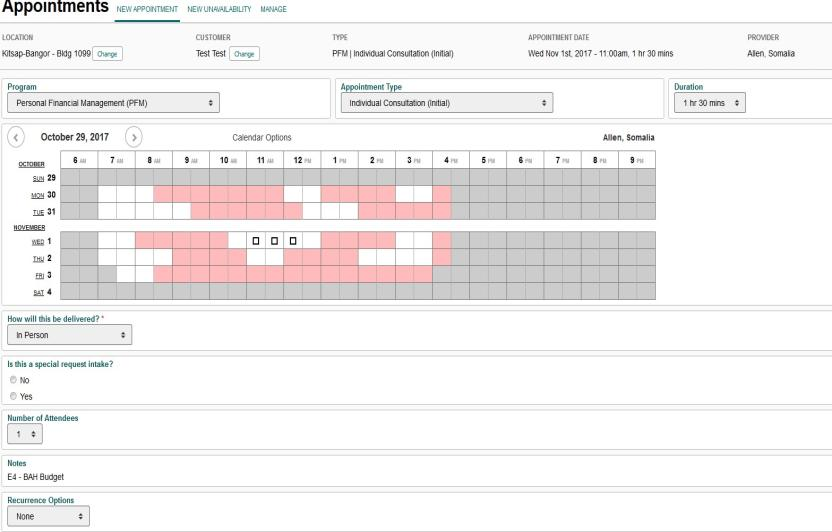 Appointments NEW APPOINTMENT NEW UNAVAILABILITY MANAGE
LOCATION CUSTOMER TYPE APPOINTMENT DATE PROVIDER
Kitsap-Bangor - Bldg 1099 Change Test Test Change PFM | Individual Consultation (Initial) Wed Nov 1st, 2017 - 11:00am, 1 hr 30 mins Allen, Somalia
Program Appointment Type Duration
Personal Financial Management (PFM) Individual Consultation (Initial) 1 hr 30 mins
October 29, 2017 Calendar Options Allen, Somalia
6 AM 7 AM 8 AM 9 AM 10 AM 11 AM 12 PM 1 PM 2 PM 3 PM 4 PM 5 PM 6 PM 7 PM 8 PM 9 PM
OCTOBER
SUN 29
MON 30
TUE 31
NOVEMBER
WED 1
THU 2
FRI 3
SAT 4
How will this be delivered? *
In Person
Is this a special request intake?
No
Yes
Number of Attendees
1
Notes
E4 - BAH Budget
Recurrence Options
None